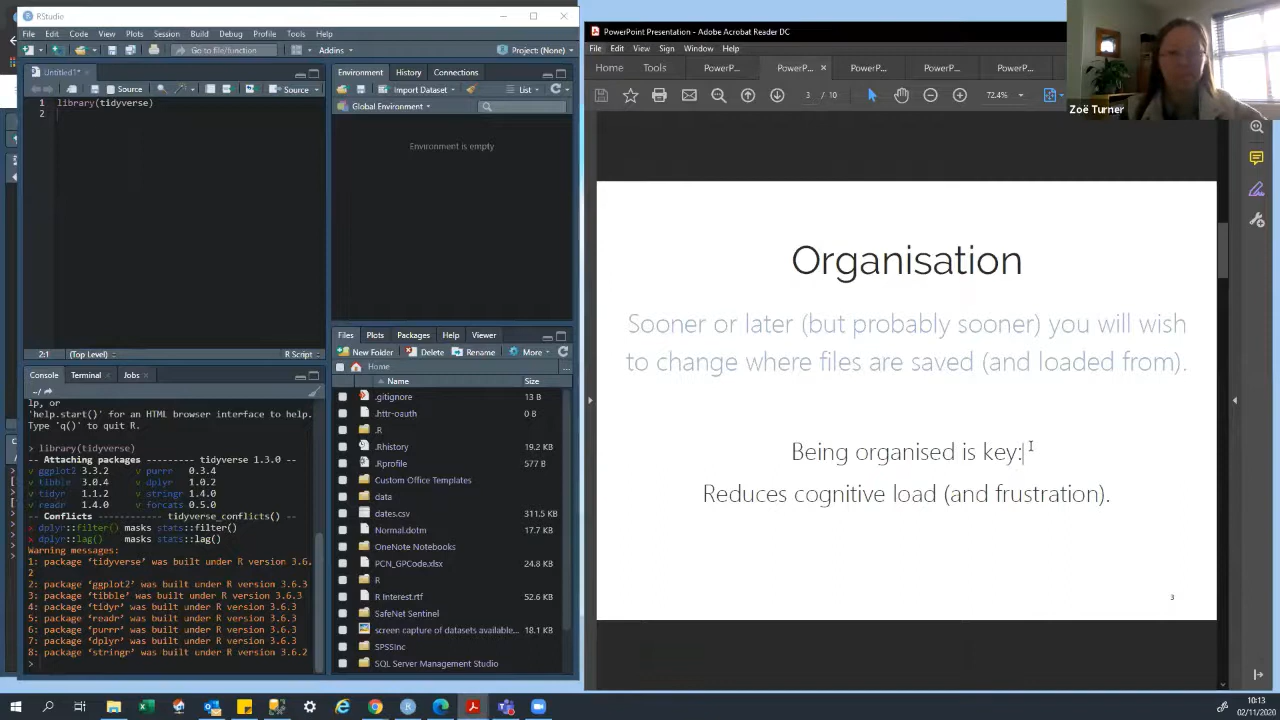 RStudio
File Edit Code View Plots Session Build Debug Profile Tools Help
Go to file/function
Addins
Project: (None)
Untitled1*
Source
Source
1 library(tidyverse)
2
2:1 (Top Level) R Script
Console Terminal Jobs
~/
lp, or
'help.start()' for an HTML browser interface to help.
Type 'q()' to quit R.
> library(tidyverse)
-- Attaching packages --------- tidyverse 1.3.0 --
v ggplot2 3.3.2 v purrr 0.3.4
v tibble 3.0.4 v dplyr 1.0.2
v tidyr 1.1.2 v stringr 1.4.0
v readr 1.4.0 v forcats 0.5.0
-- Conflicts ------------ tidyverse_conflicts() --
x dplyr::filter() masks stats::filter()
x dplyr::lag() masks stats::lag()
Warning messages:
1: package ‘tidyverse’ was built under R version 3.6.
2
2: package ‘ggplot2’ was built under R version 3.6.3
3: package ‘tibble’ was built under R version 3.6.3
4: package ‘tidyr’ was built under R version 3.6.3
5: package ‘readr’ was built under R version 3.6.3
6: package ‘purrr’ was built under R version 3.6.3
7: package ‘dplyr’ was built under R version 3.6.3
8: package ‘stringr’ was built under R version 3.6.2
>
Environment History Connections
Import Dataset List
Global Environment
Environment is empty
Files Plots Packages Help Viewer
New Folder Delete Rename More
Home
Name Size
.gitignore 13 B
.httr-oauth 0 B
.R
.Rhistory 19.2 KB
.Rprofile 577 B
Custom Office Templates
data
dates.csv 311.5 KB
Normal.dotm 17.7 KB
OneNote Notebooks
PCN_GPCode.xlsx 24.8 KB
R
R Interest.rtf 52.6 KB
SafeNet Sentinel
screen capture of datasets available... 18.1 KB
SPSSInc
SQL Server Management Studio
PowerPoint Presentation - Adobe Acrobat Reader DC
File Edit View Sign Window Help
Home Tools PowerP... PowerP... PowerP... PowerP... PowerP...
3 / 10 72.4%
Zoë Turner
Organisation
Sooner or later (but probably sooner) you will wish
to change where files are saved (and loaded from).
Being organised is key:
Reduces cognitive load (and frustration).
3
10:13
02/11/2020